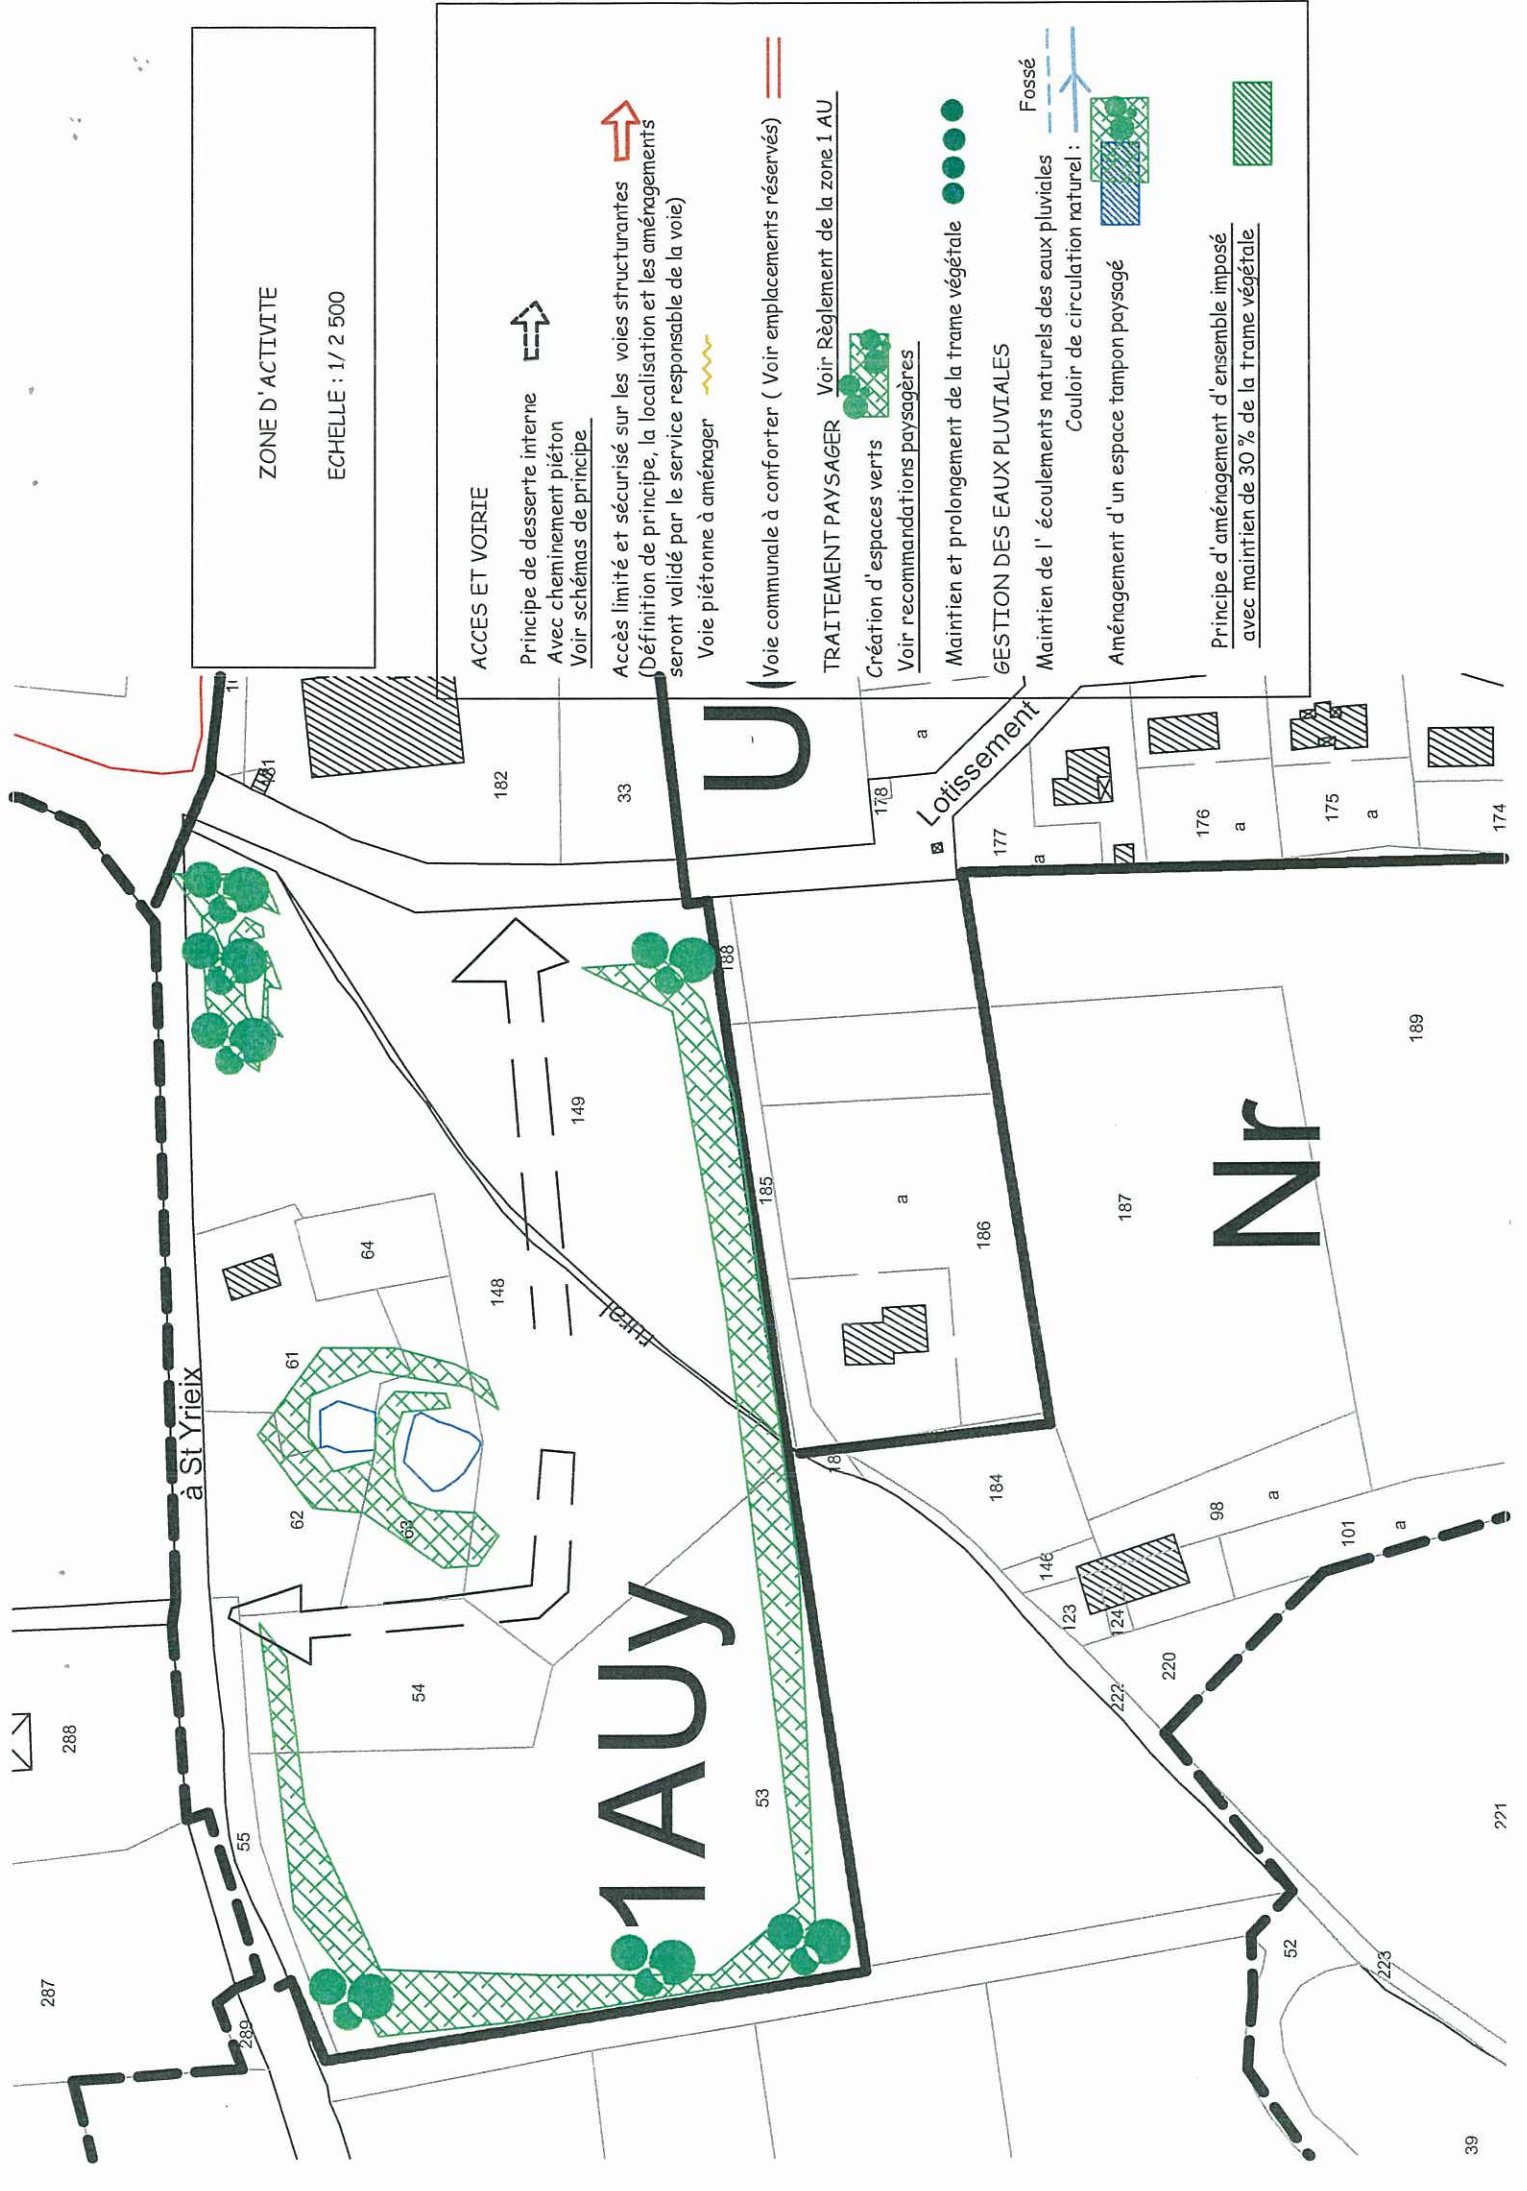 ZONE D'ACTIVITE
ECHELLE : 1/ 2 500
ACCES ET VOIRIE
Principe de desserte interne
Avec cheminement piéton
Voir schémas de principe
Accès limité et sécurisé sur les voies structurantes
(Définition de principe, la localisation et les aménagements
seront validé par le service responsable de la voie)
Voie piétonne à aménager
Voie communale à conforter ( Voir emplacements réservés)
TRAITEMENT PAYSAGER Voir Règlement de la zone 1 AU
Création d'espaces verts
Voir recommandations paysagères
Maintien et prolongement de la trame végétale
GESTION DES EAUX PLUVIALES
Maintien de l' écoulements naturels des eaux pluviales Fossé
Couloir de circulation naturel :
Aménagement d'un espace tampon paysagé
Principe d'aménagement d'ensemble imposé
avec maintien de 30 % de la trame végétale
287
289
288
55
à St Yrieix
62
61
63
64
54
148
149
rural
53
1AUy
181
182
33
U
188
185
186
a
187
189
Nr
178
a
Lotissement
177
a
176
a
175
a
174
18
184
146
123
124
98
a
101
a
220
222
221
52
223
39